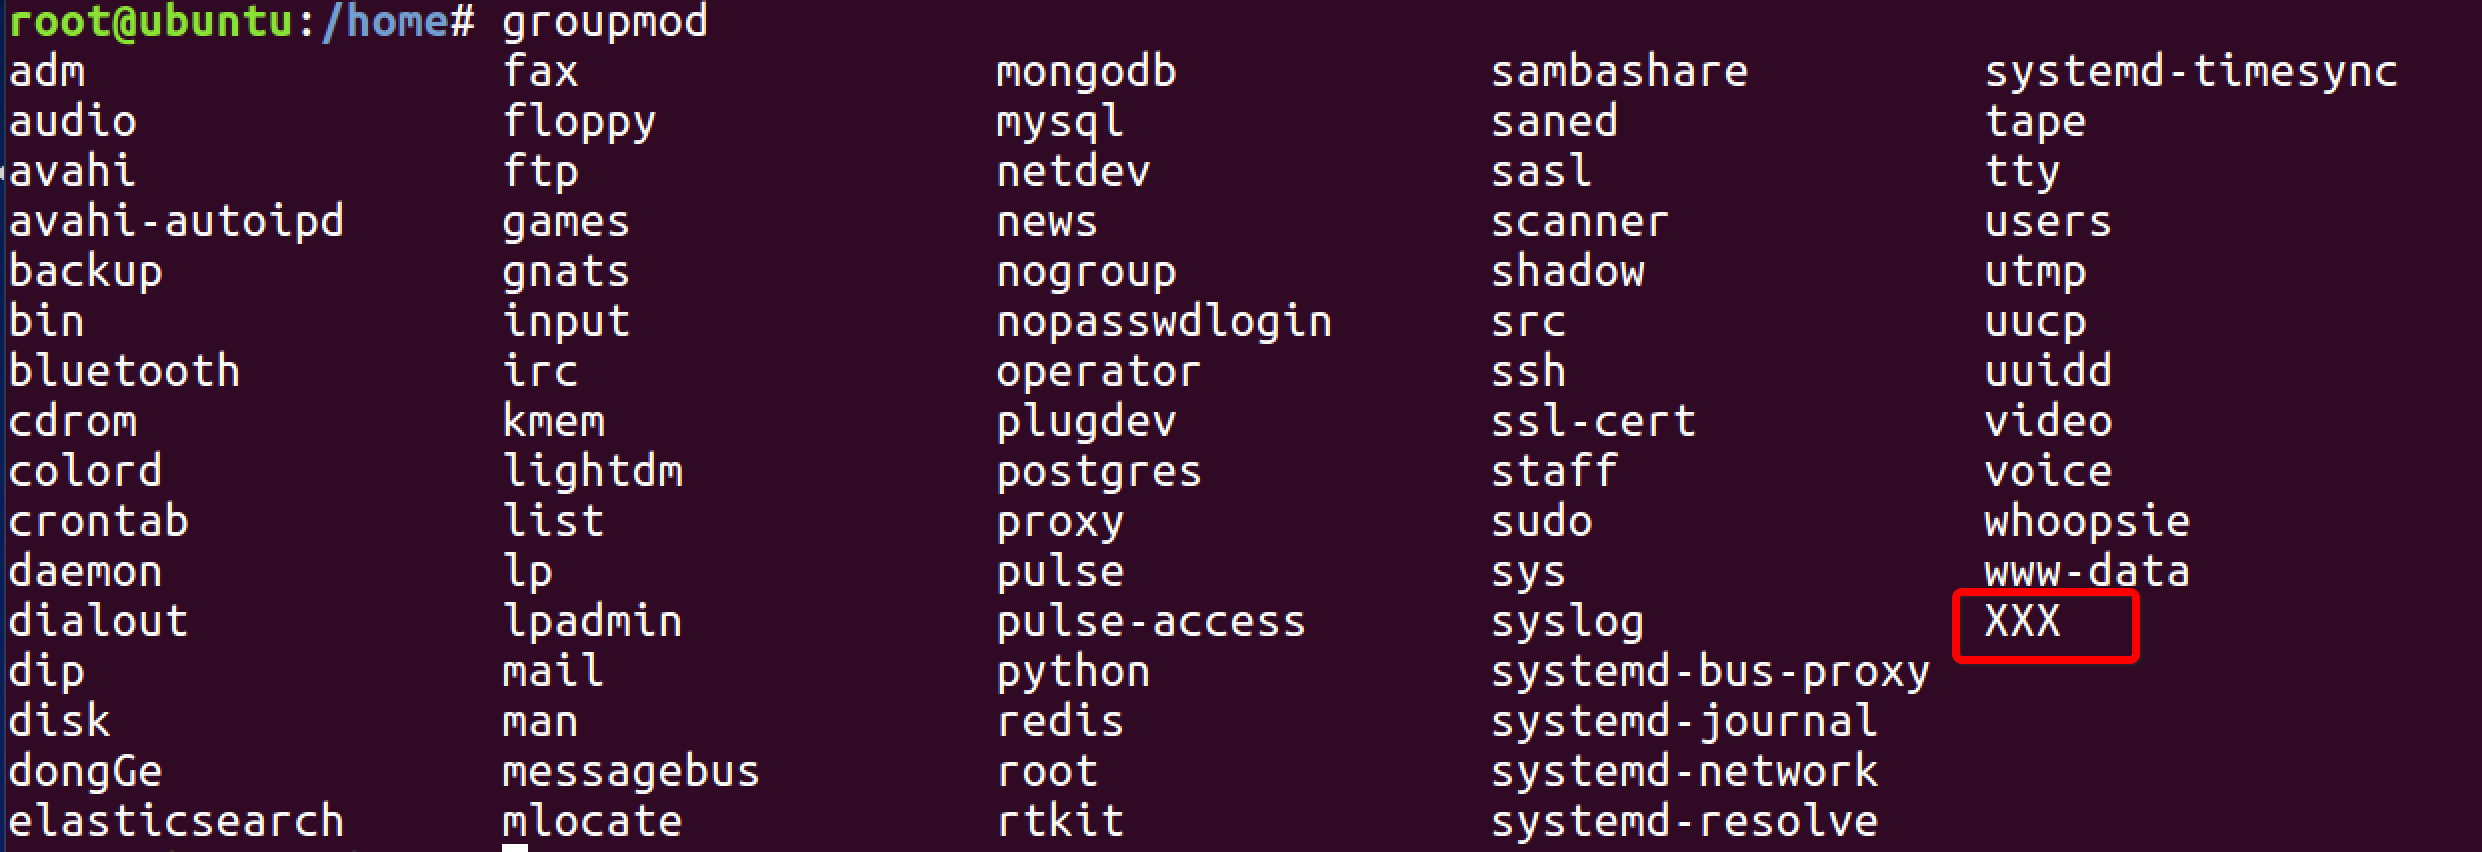 root@ubuntu:/home# groupmod
adm fax mongodb sambashare systemd-timesync
audio floppy mysql saned tape
avahi ftp netdev sasl tty
avahi-autoipd games news scanner users
backup gnats nogroup shadow utmp
bin input nopasswdlogin src uucp
bluetooth irc operator ssh uuidd
cdrom kmem plugdev ssl-cert video
colord lightdm postgres staff voice
crontab list proxy sudo whoopsie
daemon lp pulse sys www-data
dialout lpadmin pulse-access syslog XXX
dip mail python systemd-bus-proxy
disk man redis systemd-journal
dongGe messagebus root systemd-network
elasticsearch mlocate rtkit systemd-resolve